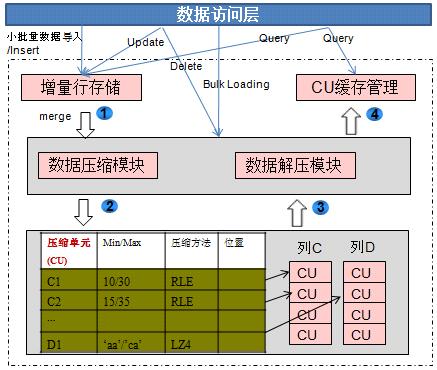 数据访问层
小批量数据导入
/Insert
Update
Query
Query
Delete
Bulk Loading
增量行存储
CU缓存管理
merge
1
4
数据压缩模块
数据解压模块
2
3
压缩单元 Min/Max 压缩方法 位置
(CU)
C1 10/30 RLE
C2 15/35 RLE
...
D1 ‘aa’/‘ca’ LZ4
列C 列D
CU CU
CU CU
CU CU
CU CU